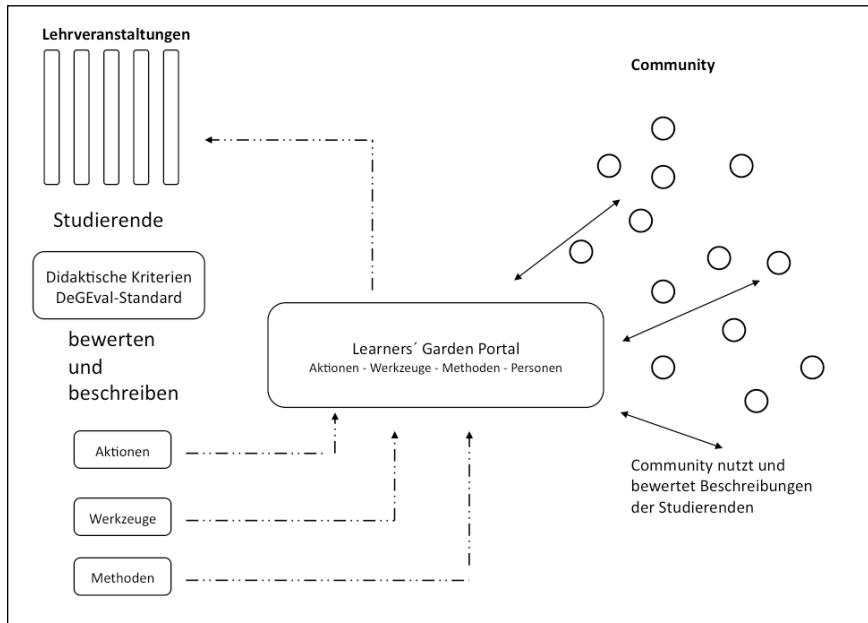 Lehrveranstaltungen
Studierende
Didaktische Kriterien
DeGEval-Standard
bewerten
und
beschreiben
Aktionen
Werkzeuge
Methoden
Learners´ Garden Portal
Aktionen - Werkzeuge - Methoden - Personen
Community
Community nutzt und
bewertet Beschreibungen
der Studierenden